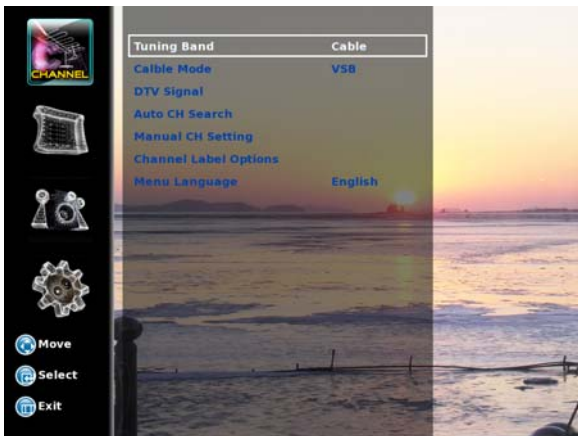 CHANNEL
Tuning Band Cable
Calble Mode VSB
DTV Signal
Auto CH Search
Manual CH Setting
Channel Label Options
Menu Language English
Move
Select
Exit